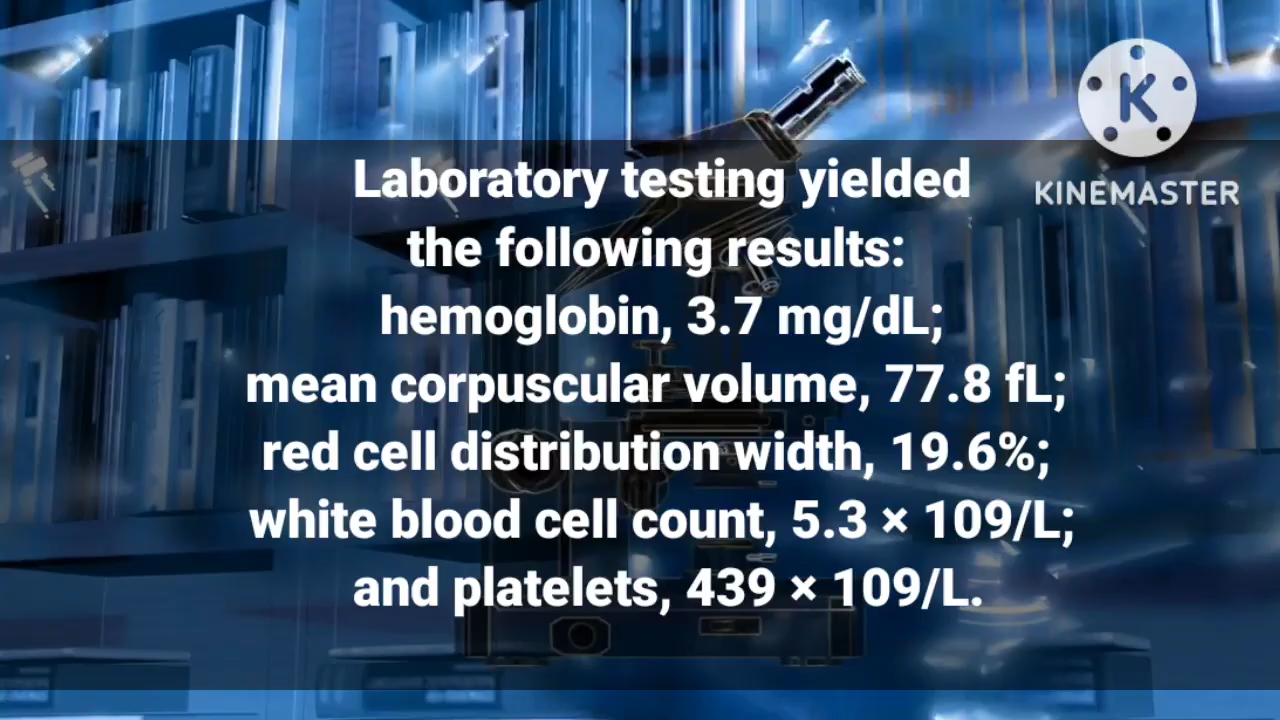 Laboratory testing yielded
the following results:
hemoglobin, 3.7 mg/dL;
mean corpuscular volume, 77.8 fL;
red cell distribution width, 19.6%;
white blood cell count, 5.3 × 109/L;
and platelets, 439 × 109/L.
K
KINEMASTER